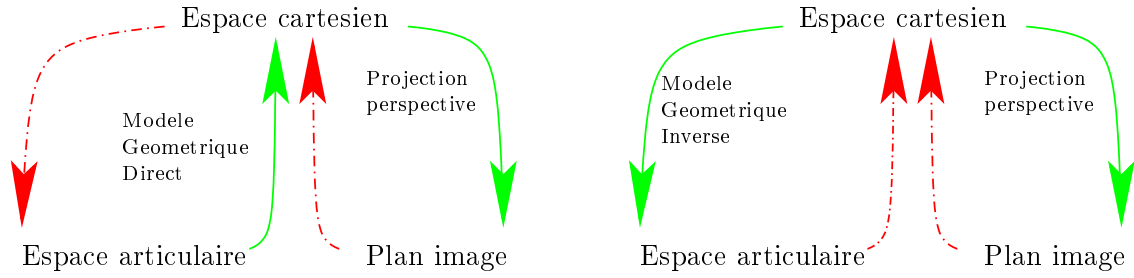 Espace cartesien
Projection
perspective
Modele
Geometrique
Direct
Espace articulaire
Plan image
Espace cartesien
Modele
Geometrique
Inverse
Projection
perspective
Espace articulaire
Plan image